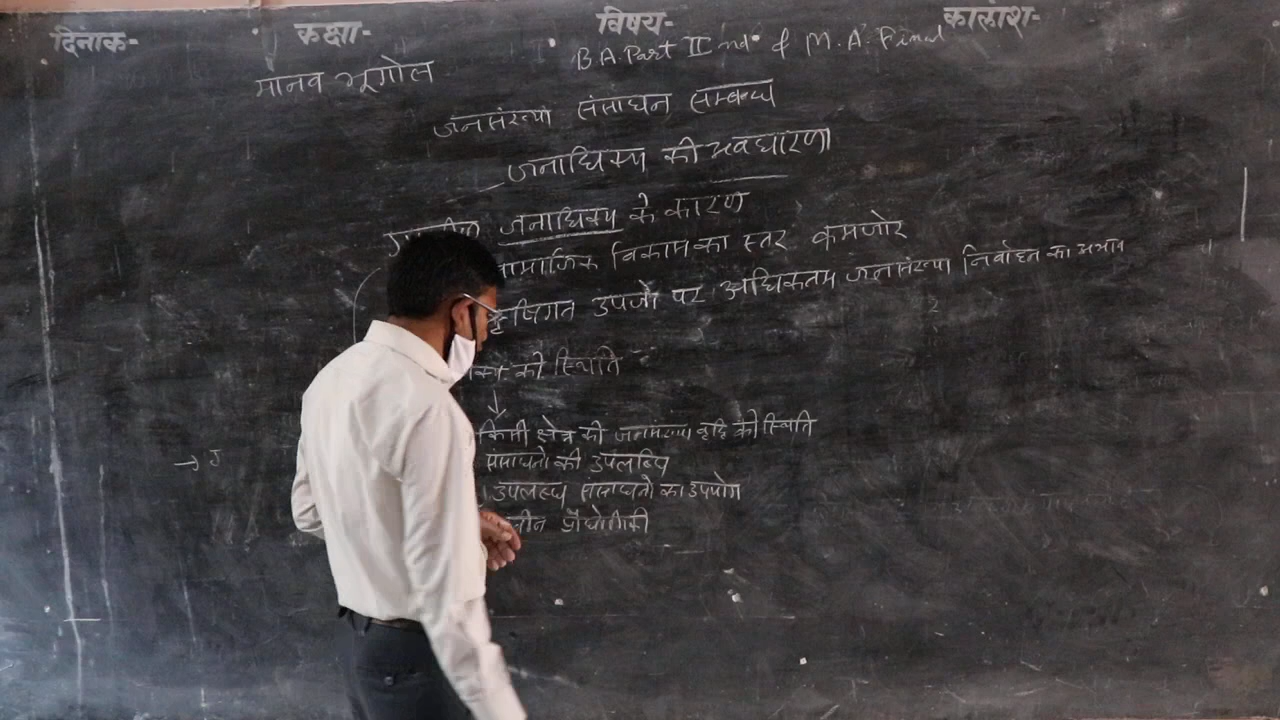 दिनाक- कक्षा- विषय- कालांश-
B.A. Part II nd & M.A. Final
मानव भूगोल
जनसंख्या संसाधन सम्बन्ध
जनाधिक्य की अवधारणा
जनाधिक्य के कारण
सामाजिक विकास का स्तर कमजोर
कृषिगत उपजों पर अधिकतम जनसंख्या निर्वाहन का अभाव
की स्थिति
↓
किसी क्षेत्र की जनसंख्या वृद्धि की स्थिति
संसाधनों की उपलब्धि
उपलब्ध संसाधनों का उपयोग
प्रौद्योगिकी